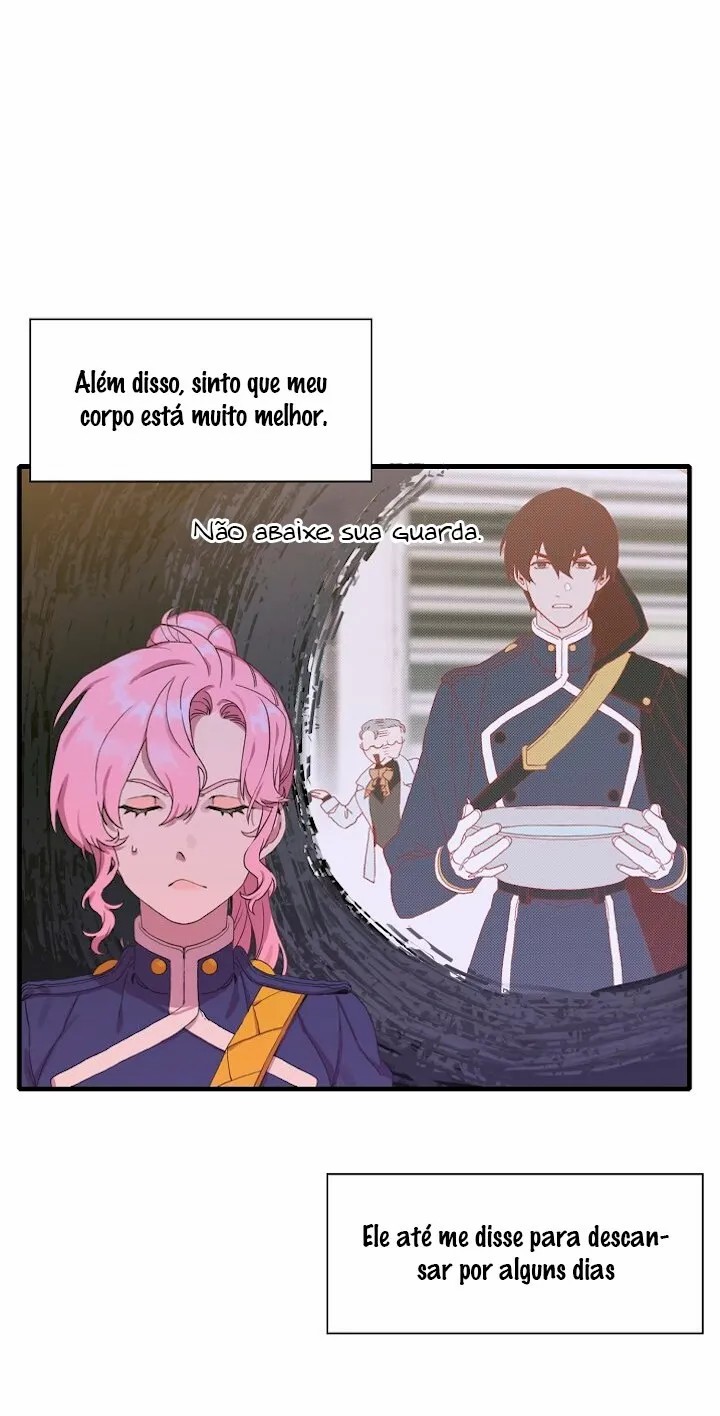 Além disso, sinto que meu
corpo está muito melhor.
Não abaixe sua guarda.
Ele até me disse para descan-
sar por alguns dias